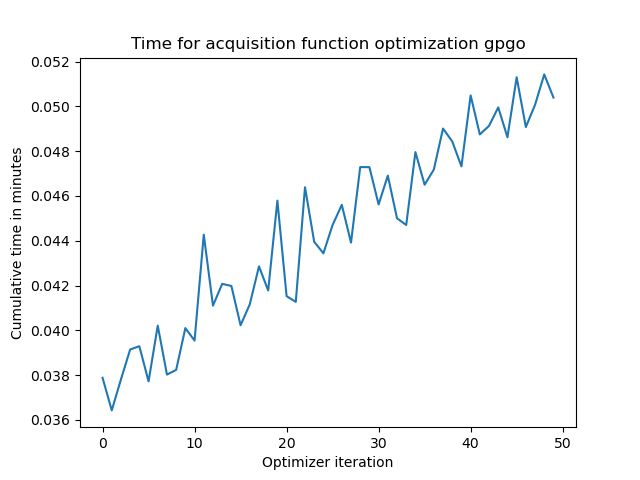 Time for acquisition function optimization gpgo
0.052
0.050
0.048
0.046
0.044
0.042
0.040
0.038
0.036
Cumulative time in minutes
0 10 20 30 40 50
Optimizer iteration